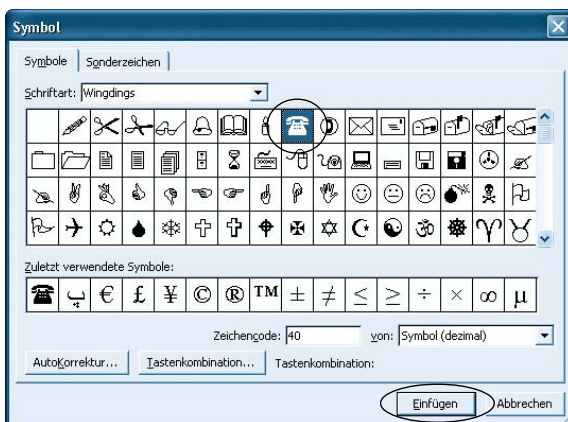 Symbol
Symbole Sonderzeichen
Schriftart: Wingdings
Zuletzt verwendete Symbole:
€ £ ¥ © ® ™ ± ≠ ≤ ≥ ÷ × ∞ µ
Zeichencode: 40 von: Symbol (dezimal)
AutoKorrektur... Tastenkombination... Tastenkombination:
Einfügen Abbrechen